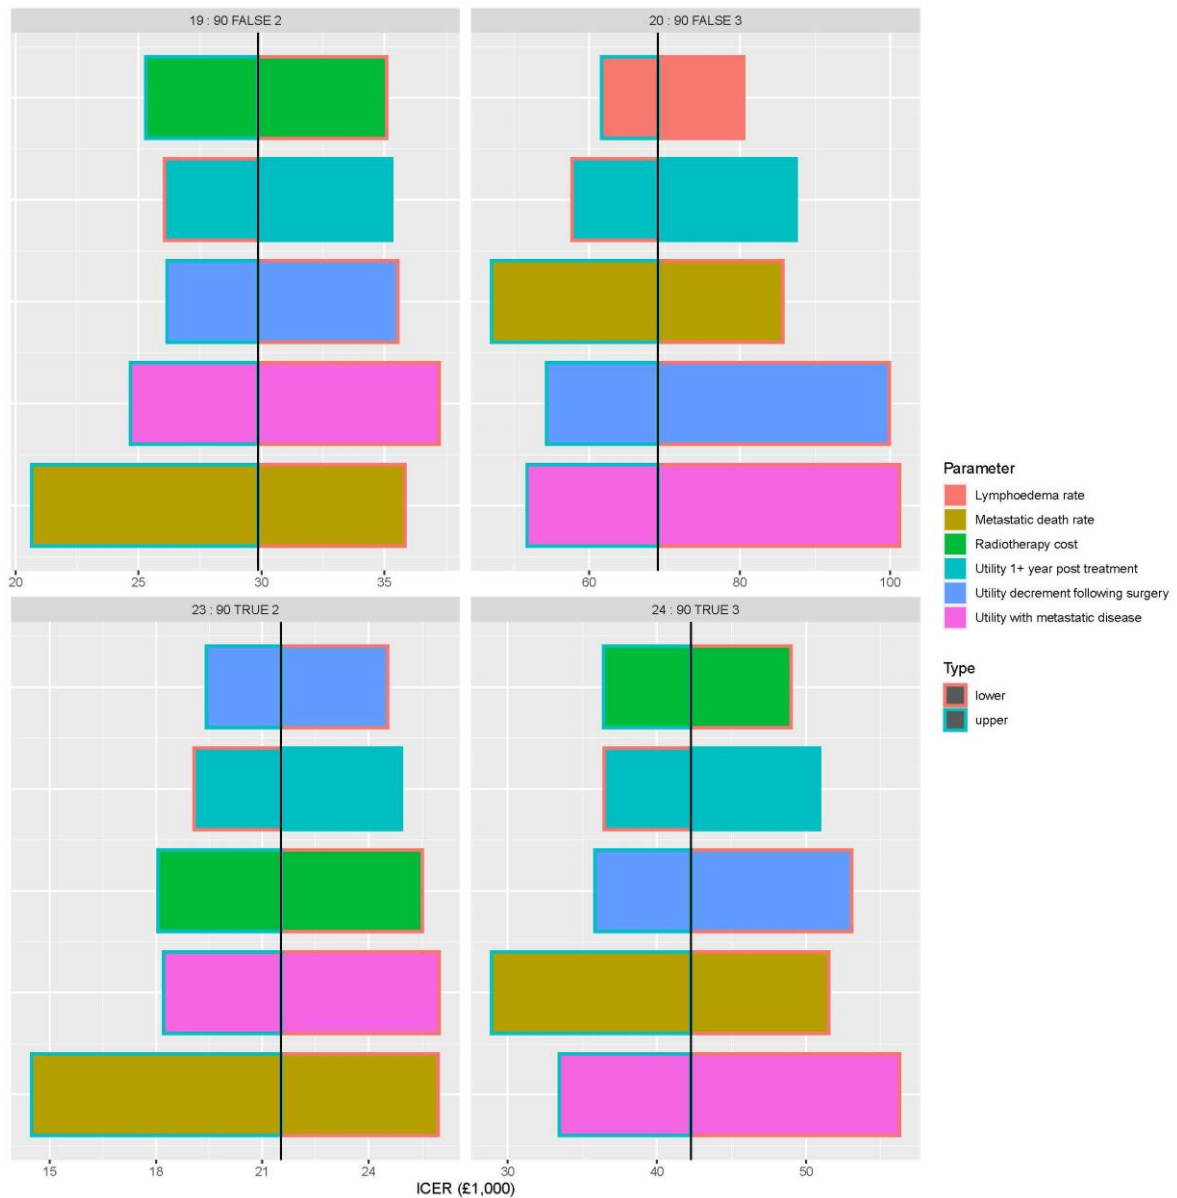 19 : 90 FALSE 2
20 : 90 FALSE 3
20 25 30 35
60 80 100
23 : 90 TRUE 2
24 : 90 TRUE 3
15 18 21 24
30 40 50
ICER (£1,000)
Parameter
Lymphoedema rate
Metastatic death rate
Radiotherapy cost
Utility 1+ year post treatment
Utility decrement following surgery
Utility with metastatic disease
Type
lower
upper